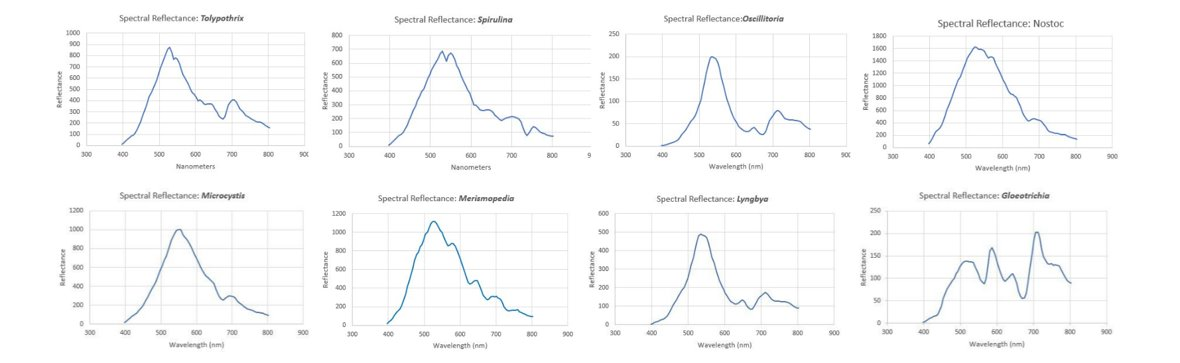 Spectral Reflectance: Tolypothrix
Reflectance
1000
900
800
700
600
500
400
300
200
100
0
300 400 500 600 700 800 90(
Nanometers
Spectral Reflectance: Spirulina
Reflectance
800
700
600
500
400
300
200
100
0
300 400 500 600 700 800 9
Nanometers
Spectral Reflectance:Oscillitoria
Reflectance
250
200
150
100
50
0
300 400 500 600 700 800 900
Wavelength (nm)
Spectral Reflectance: Nostoc
Reflectance
1800
1600
1400
1200
1000
800
600
400
200
0
300 400 500 600 700 800 900
Wavelength (nm)
Spectral Reflectance: Microcystis
Reflectance
1200
1000
800
600
400
200
0
300 400 500 600 700 800 900
Wavelength (nm)
Spectral Reflectance: Merismopedia
Reflectance
1200
1000
800
600
400
200
0
300 400 500 600 700 800 900
Wavelength (nm)
Spectral Reflectance: Lyngbya
Reflectance
600
500
400
300
200
100
0
300 400 500 600 700 800 900
Wavelength (nm)
Spectral Reflectance: Gloeotrichia
Reflectance
250
200
150
100
50
0
300 400 500 600 700 800 900
Wavelength (nm)